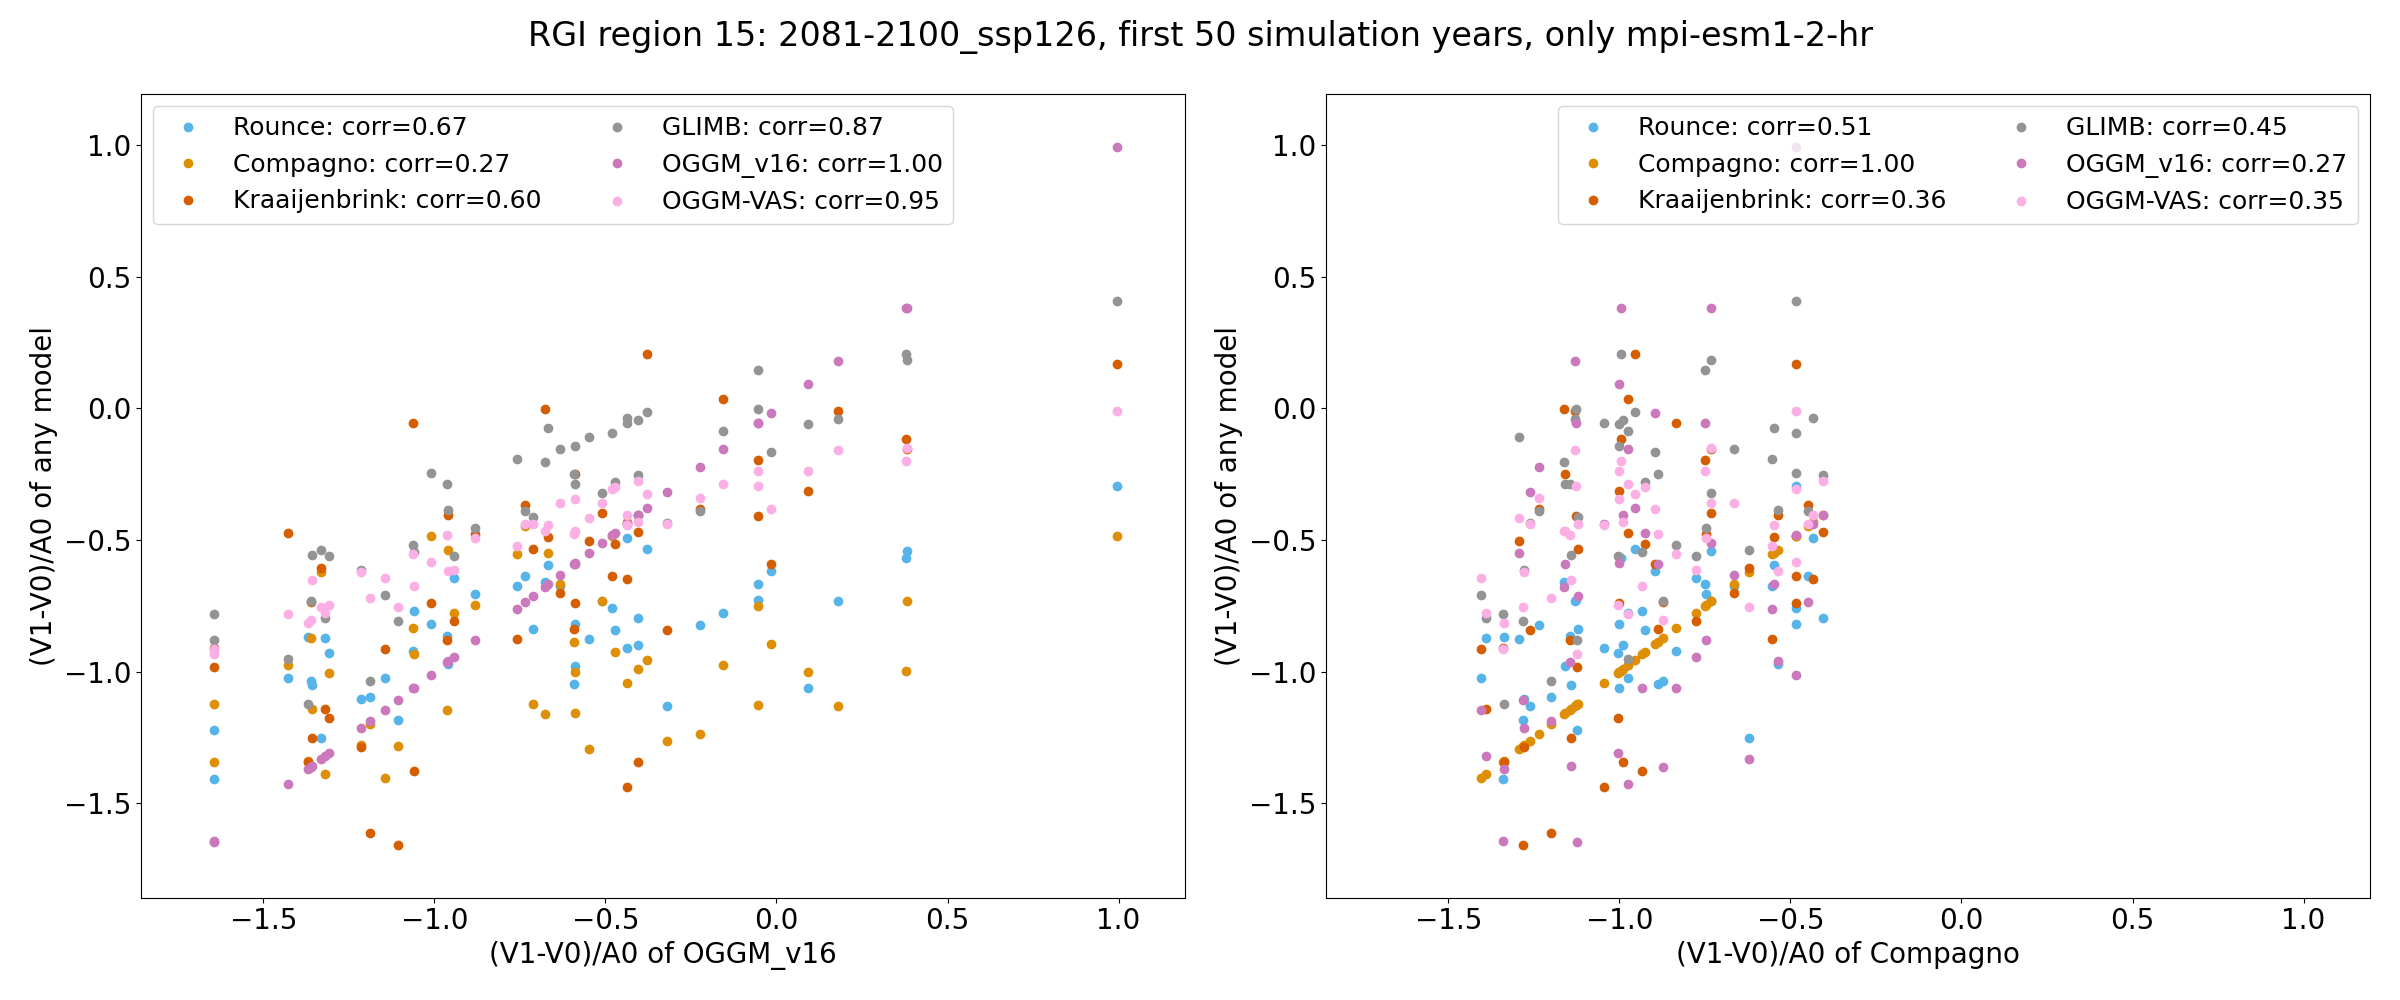 RGI region 15: 2081-2100_ssp126, first 50 simulation years, only mpi-esm1-2-hr
Rounce: corr=0.67
Compagno: corr=0.27
Kraaijenbrink: corr=0.60
GLIMB: corr=0.87
OGGM_v16: corr=1.00
OGGM-VAS: corr=0.95
(V1-V0)/A0 of any model
1.0
0.5
0.0
−0.5
−1.0
−1.5
−1.5 −1.0 −0.5 0.0 0.5 1.0
(V1-V0)/A0 of OGGM_v16
Rounce: corr=0.51
Compagno: corr=1.00
Kraaijenbrink: corr=0.36
GLIMB: corr=0.45
OGGM_v16: corr=0.27
OGGM-VAS: corr=0.35
(V1-V0)/A0 of any model
1.0
0.5
0.0
−0.5
−1.0
−1.5
−1.5 −1.0 −0.5 0.0 0.5 1.0
(V1-V0)/A0 of Compagno